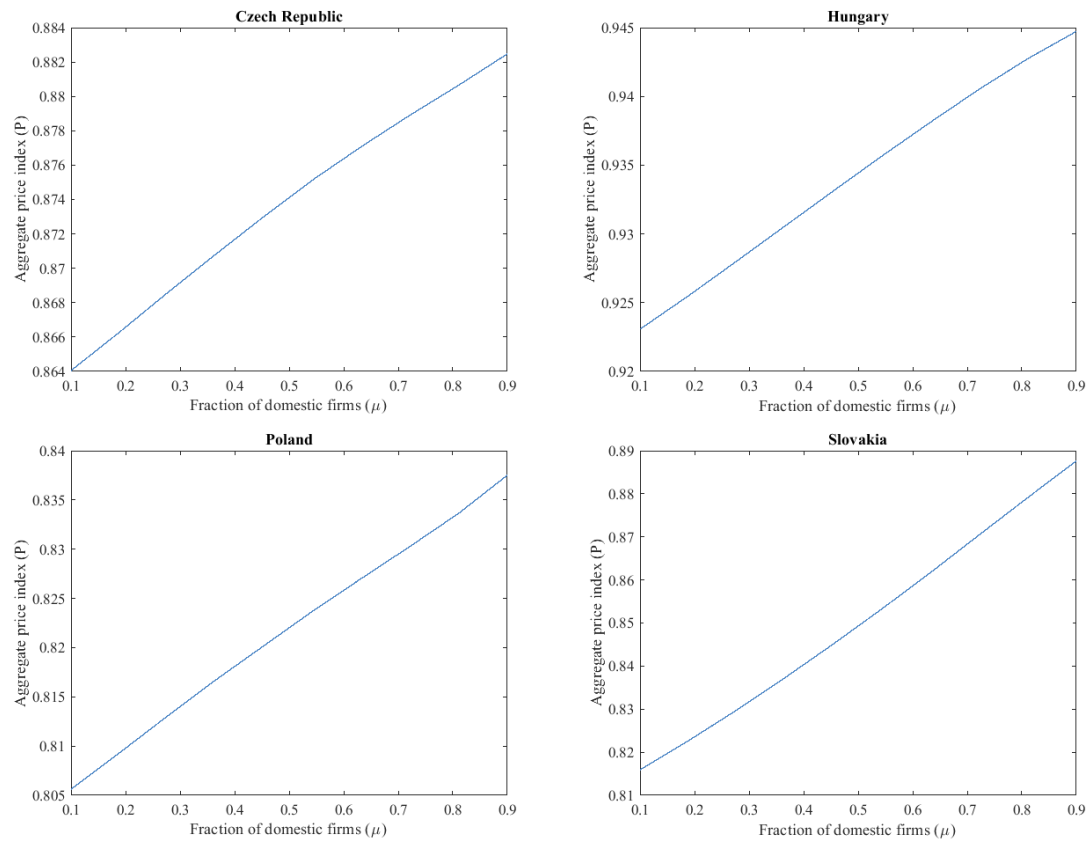 Czech Republic
0.884
0.882
0.88
0.878
0.876
0.874
0.872
0.87
0.868
0.866
0.864
Aggregate price index (P)
0.1 0.2 0.3 0.4 0.5 0.6 0.7 0.8 0.9
Fraction of domestic firms (μ)
Hungary
0.945
0.94
0.935
0.93
0.925
0.92
Aggregate price index (P)
0.1 0.2 0.3 0.4 0.5 0.6 0.7 0.8 0.9
Fraction of domestic firms (μ)
Poland
0.84
0.835
0.83
0.825
0.82
0.815
0.81
0.805
Aggregate price index (P)
0.1 0.2 0.3 0.4 0.5 0.6 0.7 0.8 0.9
Fraction of domestic firms (μ)
Slovakia
0.89
0.88
0.87
0.86
0.85
0.84
0.83
0.82
0.81
Aggregate price index (P)
0.1 0.2 0.3 0.4 0.5 0.6 0.7 0.8 0.9
Fraction of domestic firms (μ)